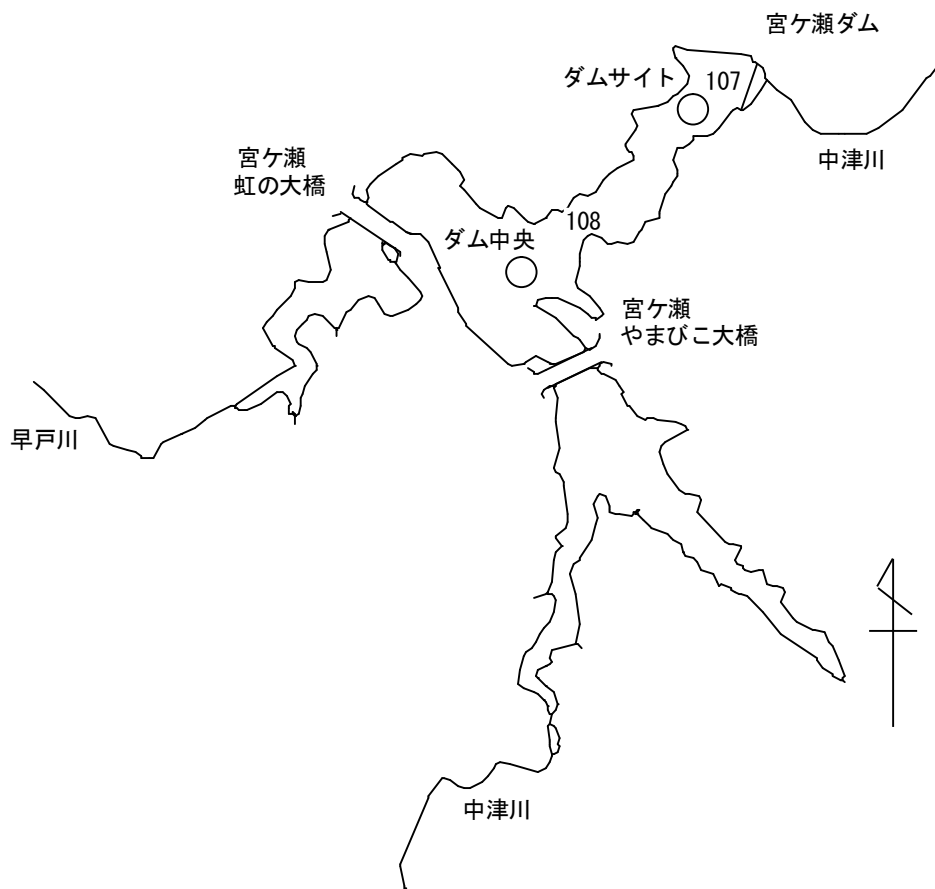 宮ケ瀬ダム
ダムサイト
107
中津川
宮ケ瀬
虹の大橋
108
ダム中央
宮ケ瀬
やまびこ大橋
早戸川
中津川